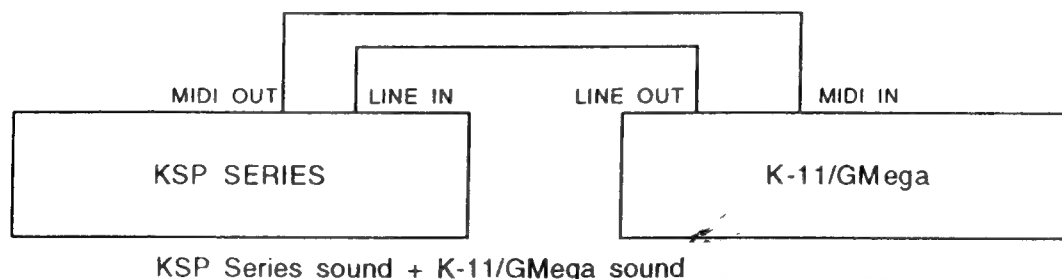 MIDI OUT LINE IN LINE OUT MIDI IN
KSP SERIES K-11/GMega
KSP Series sound + K-11/GMega sound